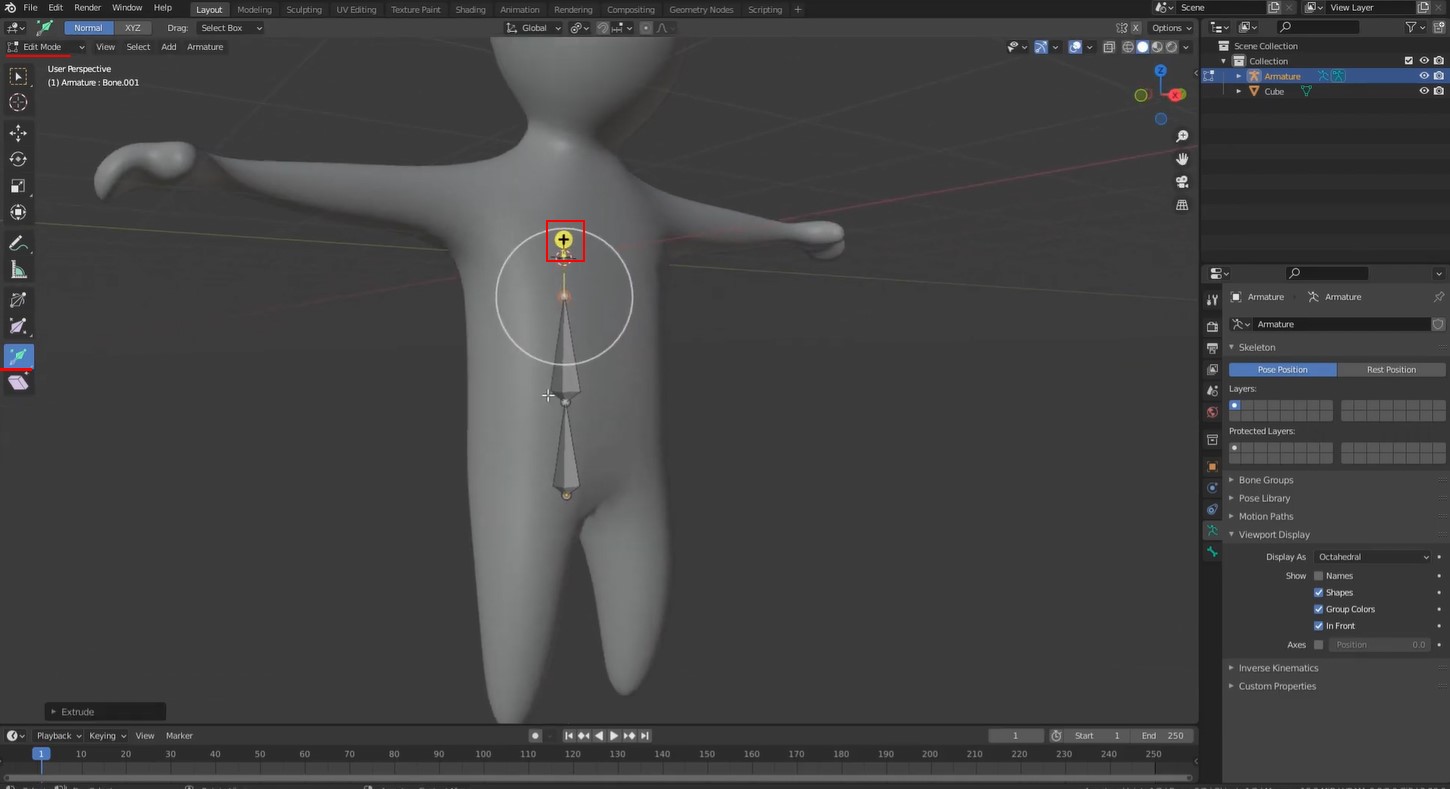 File Edit Render Window Help Layout Modeling Sculpting UV Editing Texture Paint Shading Animation Rendering Compositing Geometry Nodes Scripting + Scene View Layer
Normal XYZ Drag: Select Box Global X Options
Edit Mode View Select Add Armature
User Perspective
(1) Armature : Bone.001
Z
X
Scene Collection
Collection
Armature
Cube
Armature Armature
Armature
Skeleton
Pose Position Rest Position
Layers:
Protected Layers:
Bone Groups
Pose Library
Motion Paths
Viewport Display
Display As Octahedral
Show Names
Shapes
Group Colors
In Front
Axes Position 0.0
Inverse Kinematics
Custom Properties
Extrude
Playback Keying View Marker 1 Start 1 End 250
1 10 20 30 40 50 60 70 80 90 100 110 120 130 140 150 160 170 180 190 200 210 220 230 240 250